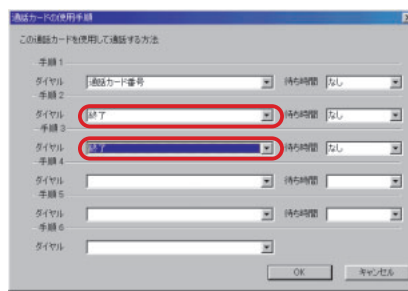 通話カードの使用手順
この通話カードを使用して通話する方法
手順 1
ダイヤル 通話カード番号 待ち時間 なし
手順 2
ダイヤル 終了 待ち時間 なし
手順 3
ダイヤル 終了 待ち時間 なし
手順 4
ダイヤル 待ち時間
手順 5
ダイヤル 待ち時間
手順 6
ダイヤル
OK キャンセル